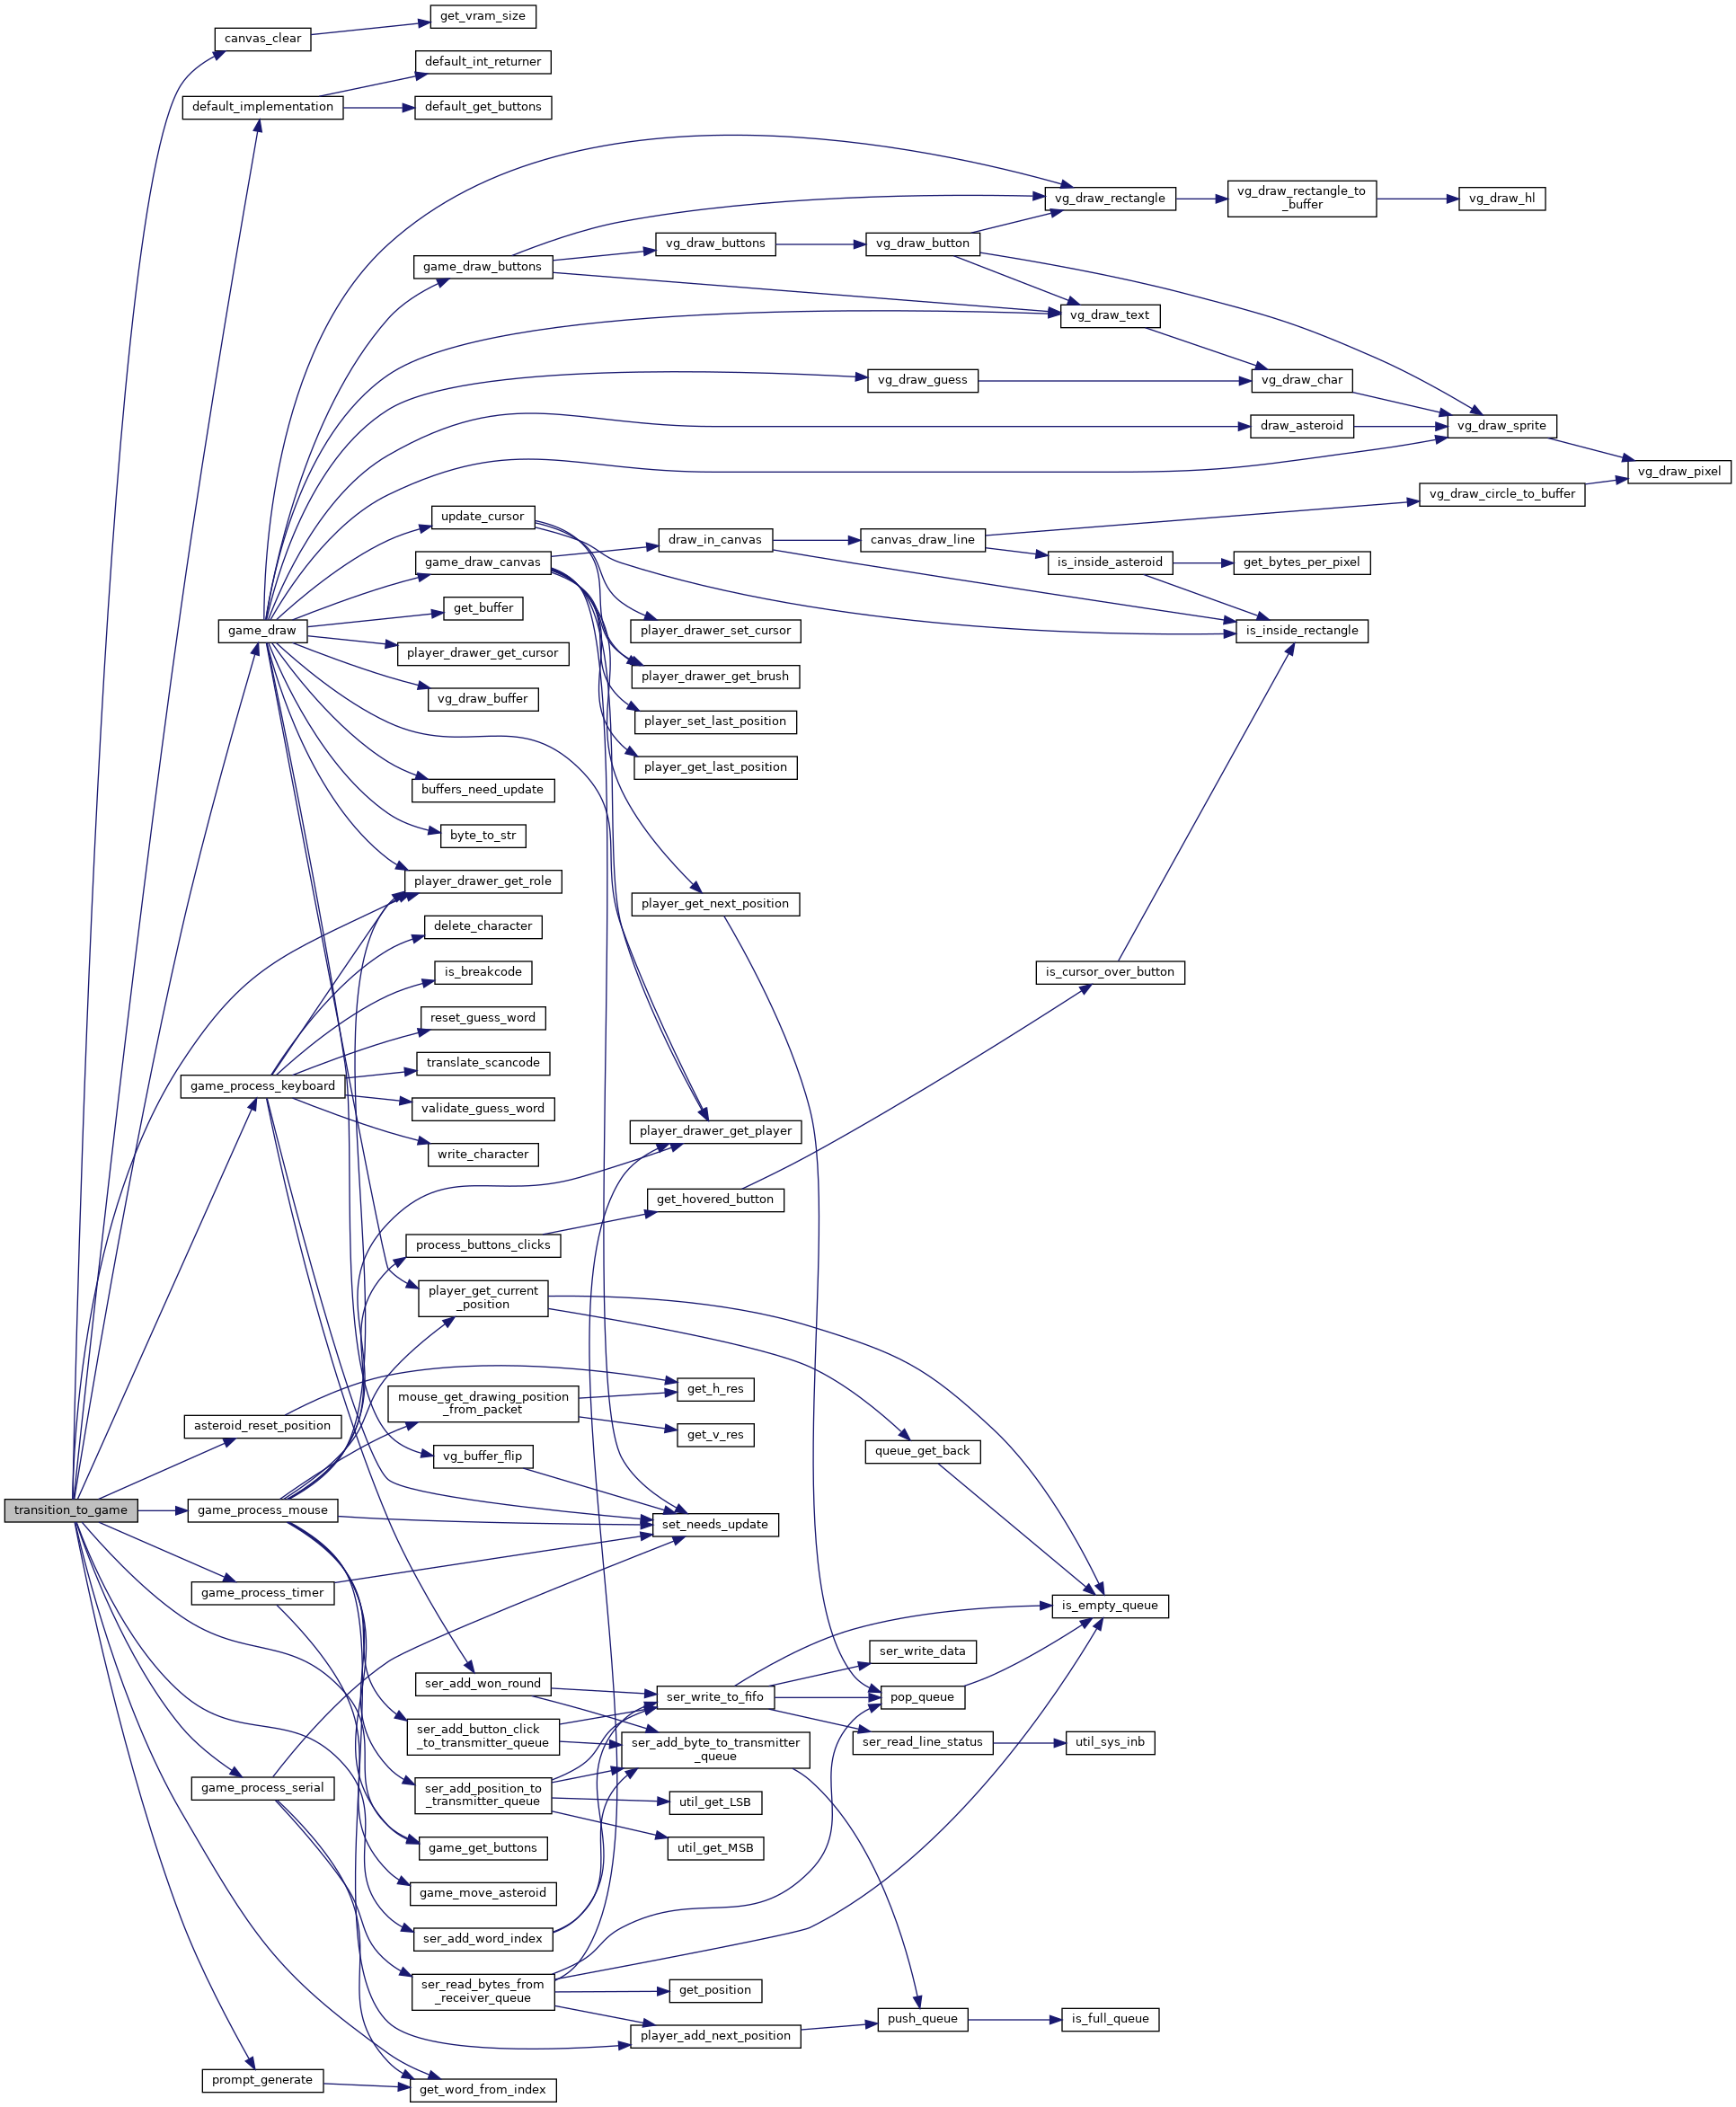 get_vram_size
canvas_clear
default_int_returner
default_implementation
default_get_buttons
vg_draw_rectangle
vg_draw_rectangle_to
_buffer
vg_draw_hl
vg_draw_buttons
vg_draw_button
game_draw_buttons
vg_draw_text
vg_draw_guess
vg_draw_char
draw_asteroid
vg_draw_sprite
vg_draw_pixel
vg_draw_circle_to_buffer
update_cursor
draw_in_canvas
canvas_draw_line
game_draw_canvas
is_inside_asteroid
get_bytes_per_pixel
get_buffer
game_draw
player_drawer_set_cursor
is_inside_rectangle
player_drawer_get_cursor
player_drawer_get_brush
vg_draw_buffer
player_set_last_position
player_get_last_position
buffers_need_update
byte_to_str
player_drawer_get_role
player_get_next_position
delete_character
is_breakcode
is_cursor_over_button
reset_guess_word
translate_scancode
game_process_keyboard
validate_guess_word
player_drawer_get_player
write_character
get_hovered_button
process_buttons_clicks
player_get_current
_position
get_h_res
mouse_get_drawing_position
_from_packet
asteroid_reset_position
get_v_res
queue_get_back
vg_buffer_flip
transition_to_game
game_process_mouse
set_needs_update
game_process_timer
is_empty_queue
ser_write_data
ser_add_won_round
ser_write_to_fifo
pop_queue
ser_add_button_click
_to_transmitter_queue
ser_add_byte_to_transmitter
_queue
ser_read_line_status
util_sys_inb
game_process_serial
ser_add_position_to
_transmitter_queue
util_get_LSB
game_get_buttons
util_get_MSB
game_move_asteroid
ser_add_word_index
ser_read_bytes_from
_receiver_queue
get_position
push_queue
is_full_queue
player_add_next_position
prompt_generate
get_word_from_index